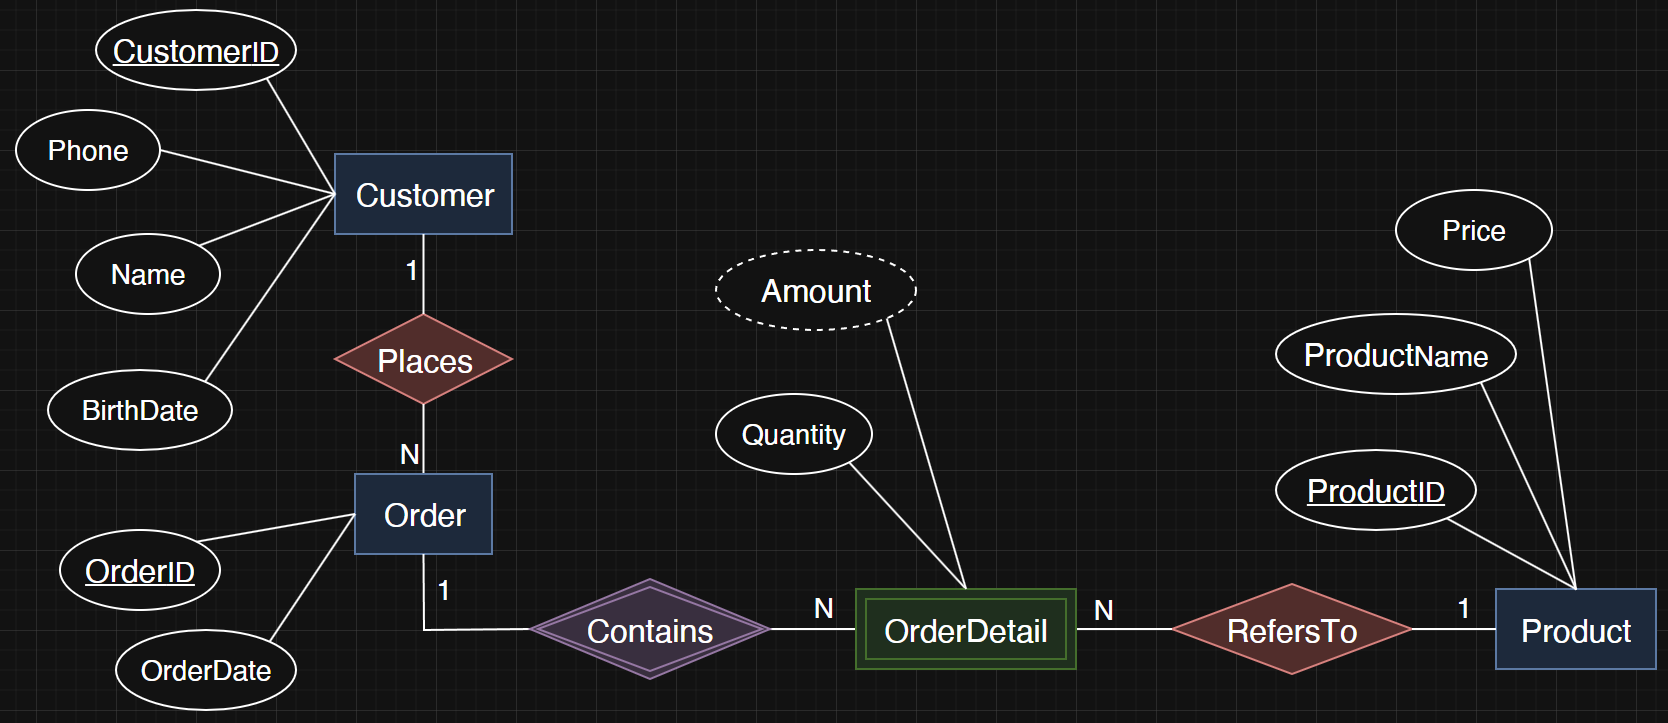 CustomerID
Phone
Customer
Name
1
Places
BirthDate
N
Order
OrderID
1
OrderDate
Contains
Amount
Quantity
N
OrderDetail
N
RefersTo
1
Price
ProductName
ProductID
Product